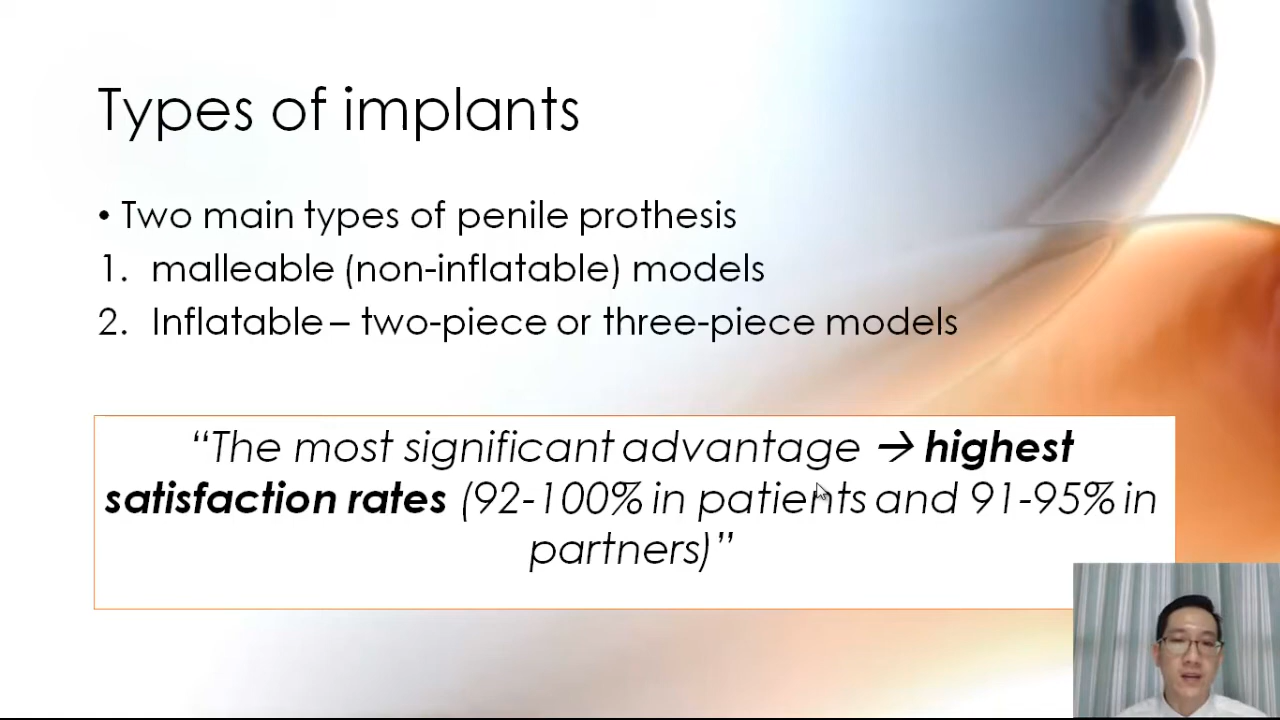 Types of implants
• Two main types of penile prothesis
1. malleable (non-inflatable) models
2. Inflatable – two-piece or three-piece models
“The most significant advantage → highest
satisfaction rates (92-100% in patients and 91-95% in
partners)”